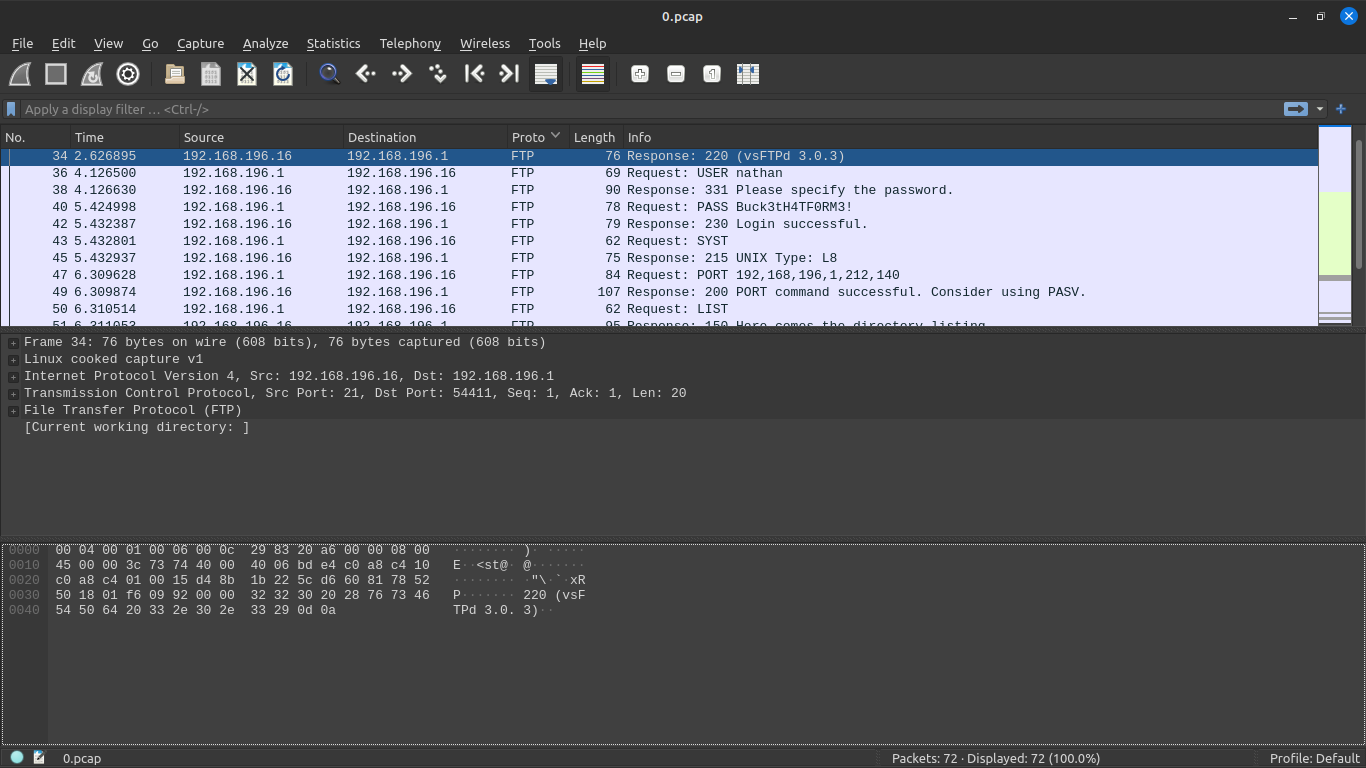 0.pcap
File Edit View Go Capture Analyze Statistics Telephony Wireless Tools Help
Apply a display filter … <Ctrl-/>
No. Time Source Destination Proto Length Info
34 2.626895 192.168.196.16 192.168.196.1 FTP 76 Response: 220 (vsFTPd 3.0.3)
36 4.126500 192.168.196.1 192.168.196.16 FTP 69 Request: USER nathan
38 4.126630 192.168.196.16 192.168.196.1 FTP 90 Response: 331 Please specify the password.
40 5.424998 192.168.196.1 192.168.196.16 FTP 78 Request: PASS Buck3tH4TF0RM3!
42 5.432387 192.168.196.16 192.168.196.1 FTP 79 Response: 230 Login successful.
43 5.432801 192.168.196.1 192.168.196.16 FTP 62 Request: SYST
45 5.432937 192.168.196.16 192.168.196.1 FTP 75 Response: 215 UNIX Type: L8
47 6.309628 192.168.196.1 192.168.196.16 FTP 84 Request: PORT 192,168,196,1,212,140
49 6.309874 192.168.196.16 192.168.196.1 FTP 107 Response: 200 PORT command successful. Consider using PASV.
50 6.310514 192.168.196.1 192.168.196.16 FTP 62 Request: LIST
51 6.311053 192.168.196.16 192.168.196.1 FTP 95 Response: 150 Here comes the directory listing.
Frame 34: 76 bytes on wire (608 bits), 76 bytes captured (608 bits)
Linux cooked capture v1
Internet Protocol Version 4, Src: 192.168.196.16, Dst: 192.168.196.1
Transmission Control Protocol, Src Port: 21, Dst Port: 54411, Seq: 1, Ack: 1, Len: 20
File Transfer Protocol (FTP)
[Current working directory: ]
0000 00 04 00 01 00 06 00 0c 29 83 20 a6 00 00 08 00 ········ )· ·····
0010 45 00 00 3c 73 74 40 00 40 06 bd e4 c0 a8 c4 10 E··<st@· @·······
0020 c0 a8 c4 01 00 15 d4 8b 1b 22 5c d6 60 81 78 52 ········ ·"\·`·xR
0030 50 18 01 f6 09 92 00 00 32 32 30 20 28 76 73 46 P······· 220 (vsF
0040 54 50 64 20 33 2e 30 2e 33 29 0d 0a TPd 3.0. 3)··
0.pcap Packets: 72 · Displayed: 72 (100.0%) Profile: Default